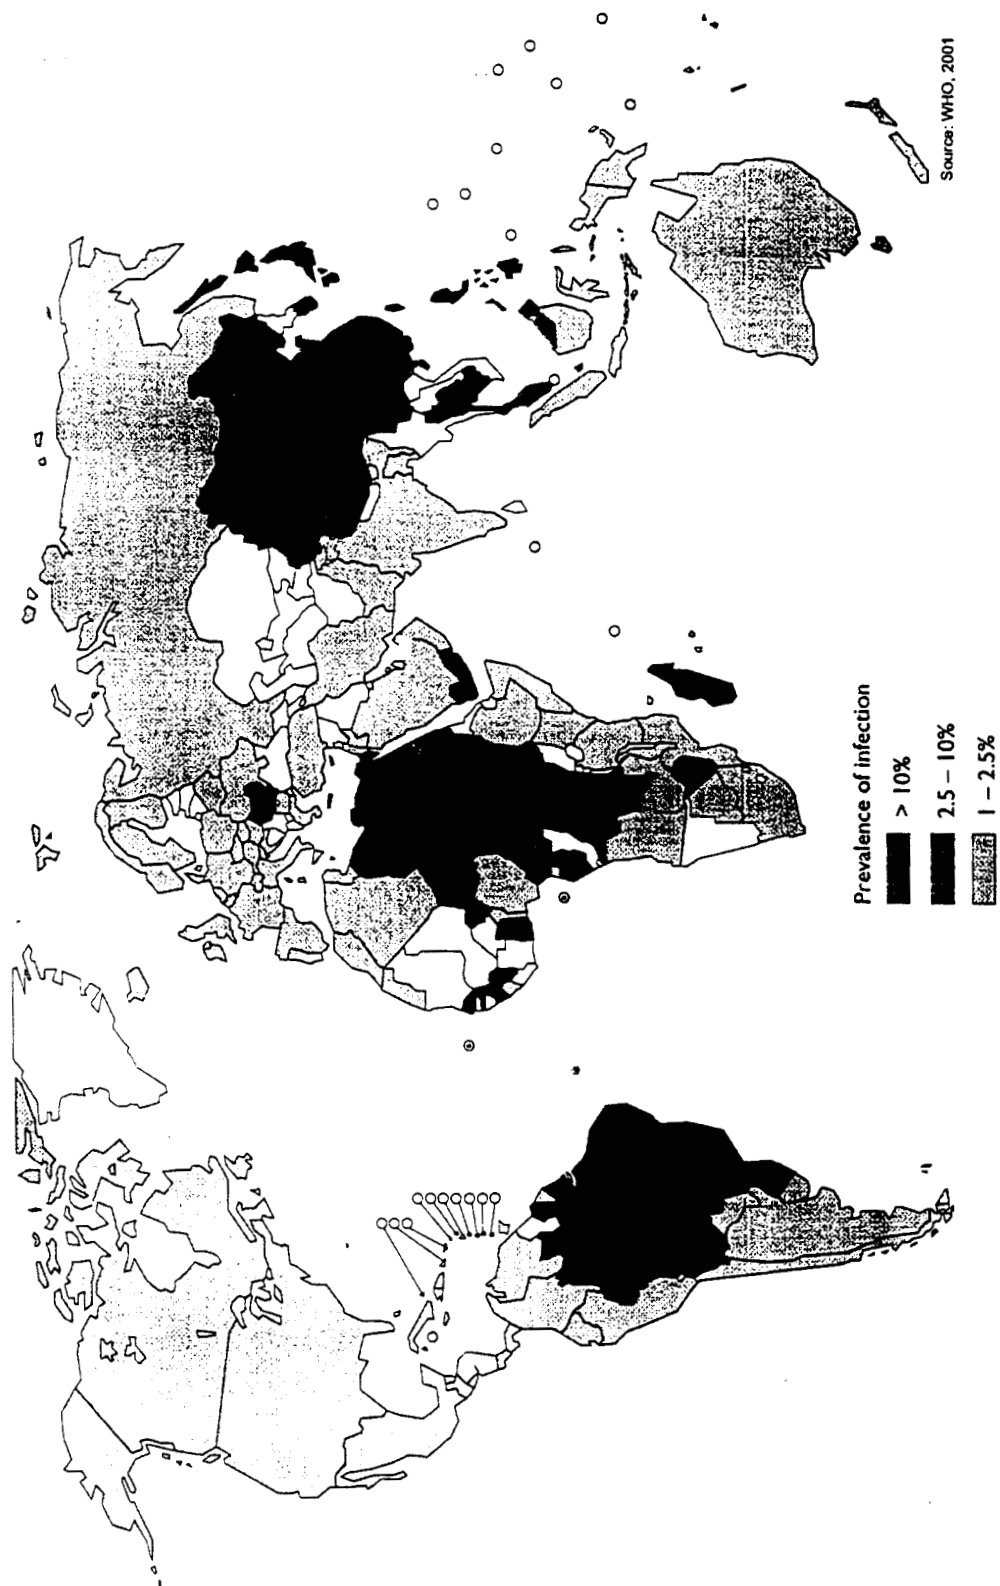 Prevalence of infection
> 10%
2.5 – 10%
1 – 2.5%
Source: WHO, 2001